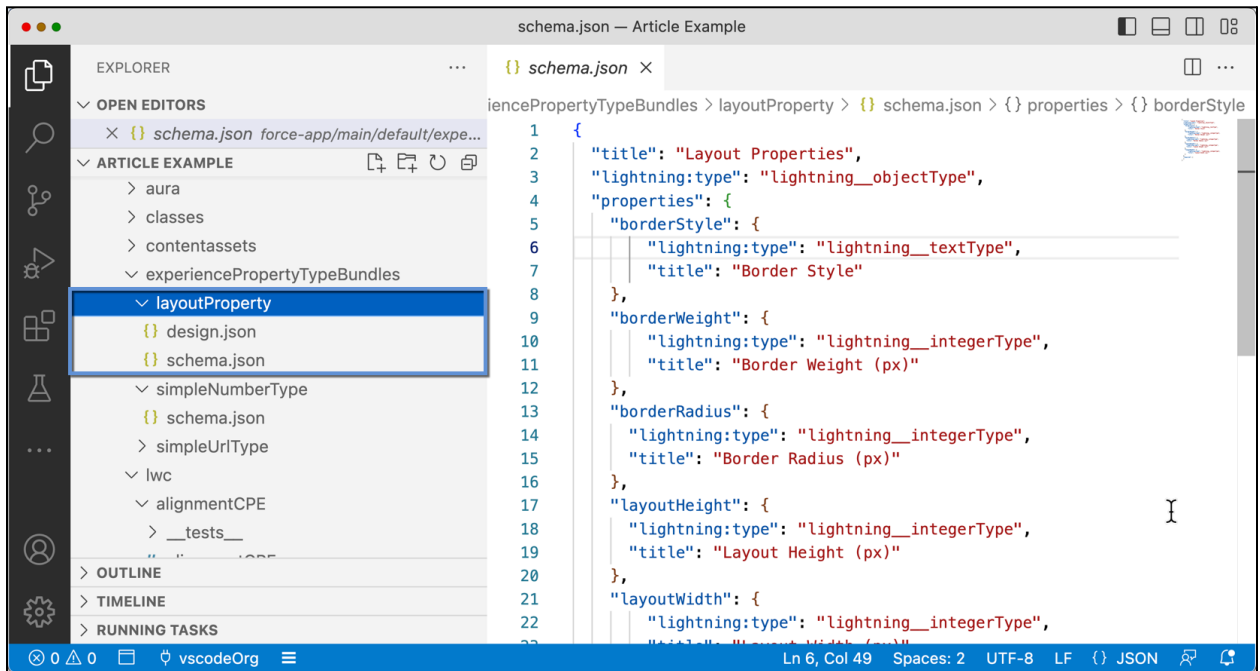 schema.json — Article Example
EXPLORER
OPEN EDITORS
schema.json force-app/main/default/expe...
ARTICLE EXAMPLE
aura
classes
contentassets
experiencePropertyTypeBundles
layoutProperty
{} design.json
{} schema.json
simpleNumberType
{} schema.json
simpleUrlType
lwc
alignmentCPE
__tests__
OUTLINE
TIMELINE
RUNNING TASKS
{} schema.json
iencePropertyTypeBundles > layoutProperty > {} schema.json > {} properties > {} borderStyle
1 {
2 "title": "Layout Properties",
3 "lightning:type": "lightning__objectType",
4 "properties": {
5 "borderStyle": {
6 "lightning:type": "lightning__textType",
7 "title": "Border Style"
8 },
9 "borderWeight": {
10 "lightning:type": "lightning__integerType",
11 "title": "Border Weight (px)"
12 },
13 "borderRadius": {
14 "lightning:type": "lightning__integerType",
15 "title": "Border Radius (px)"
16 },
17 "layoutHeight": {
18 "lightning:type": "lightning__integerType",
19 "title": "Layout Height (px)"
20 },
21 "layoutWidth": {
22 "lightning:type": "lightning__integerType",
0 0 vscodeOrg Ln 6, Col 49 Spaces: 2 UTF-8 LF {} JSON